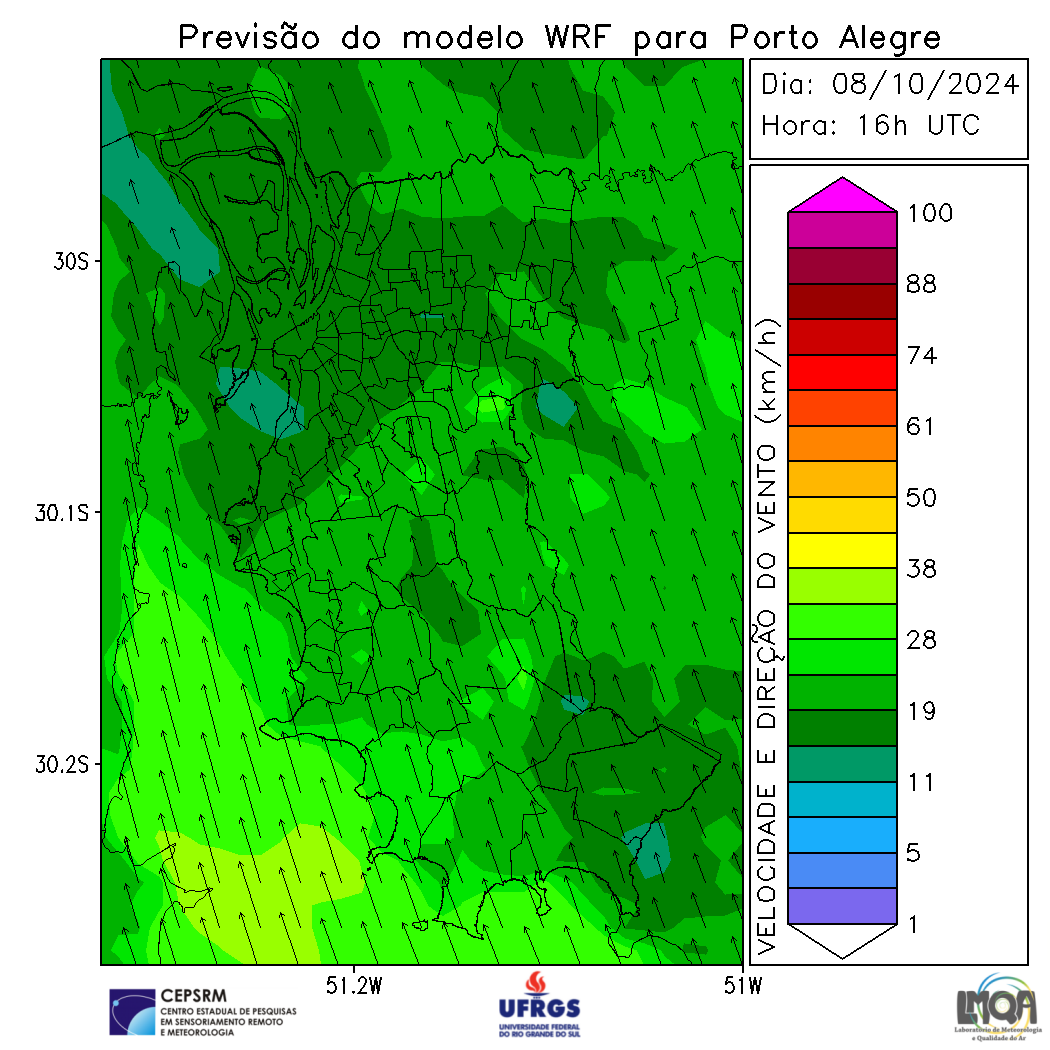 Previsão do modelo WRF para Porto Alegre
Dia: 08/10/2024
Hora: 16h UTC
30S
30.1S
30.2S
51.2W
51W
VELOCIDADE E DIREÇÃO DO VENTO (km/h)
100
88
74
61
50
38
28
19
11
5
1
CEPSRM
CENTRO ESTADUAL DE PESQUISAS
EM SENSORIAMENTO REMOTO
E METEOROLOGIA
UFRGS
UNIVERSIDADE FEDERAL
DO RIO GRANDE DO SUL
LMQA
Laboratório de Meteorologia
e Qualidade do Ar